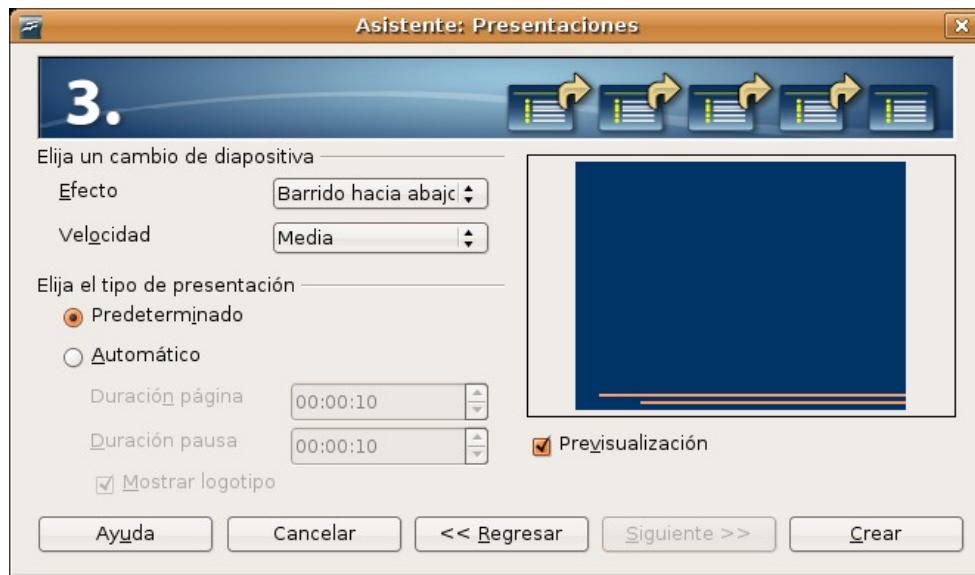 Asistente: Presentaciones
3.
Elija un cambio de diapositiva
Efecto
Barrido hacia abajc
Velocidad
Media
Elija el tipo de presentación
Predeterminado
Automático
Duración página
00:00:10
Duración pausa
00:00:10
Mostrar logotipo
Previsualización
Ayuda
Cancelar
<< Regresar
Siguiente >>
Crear